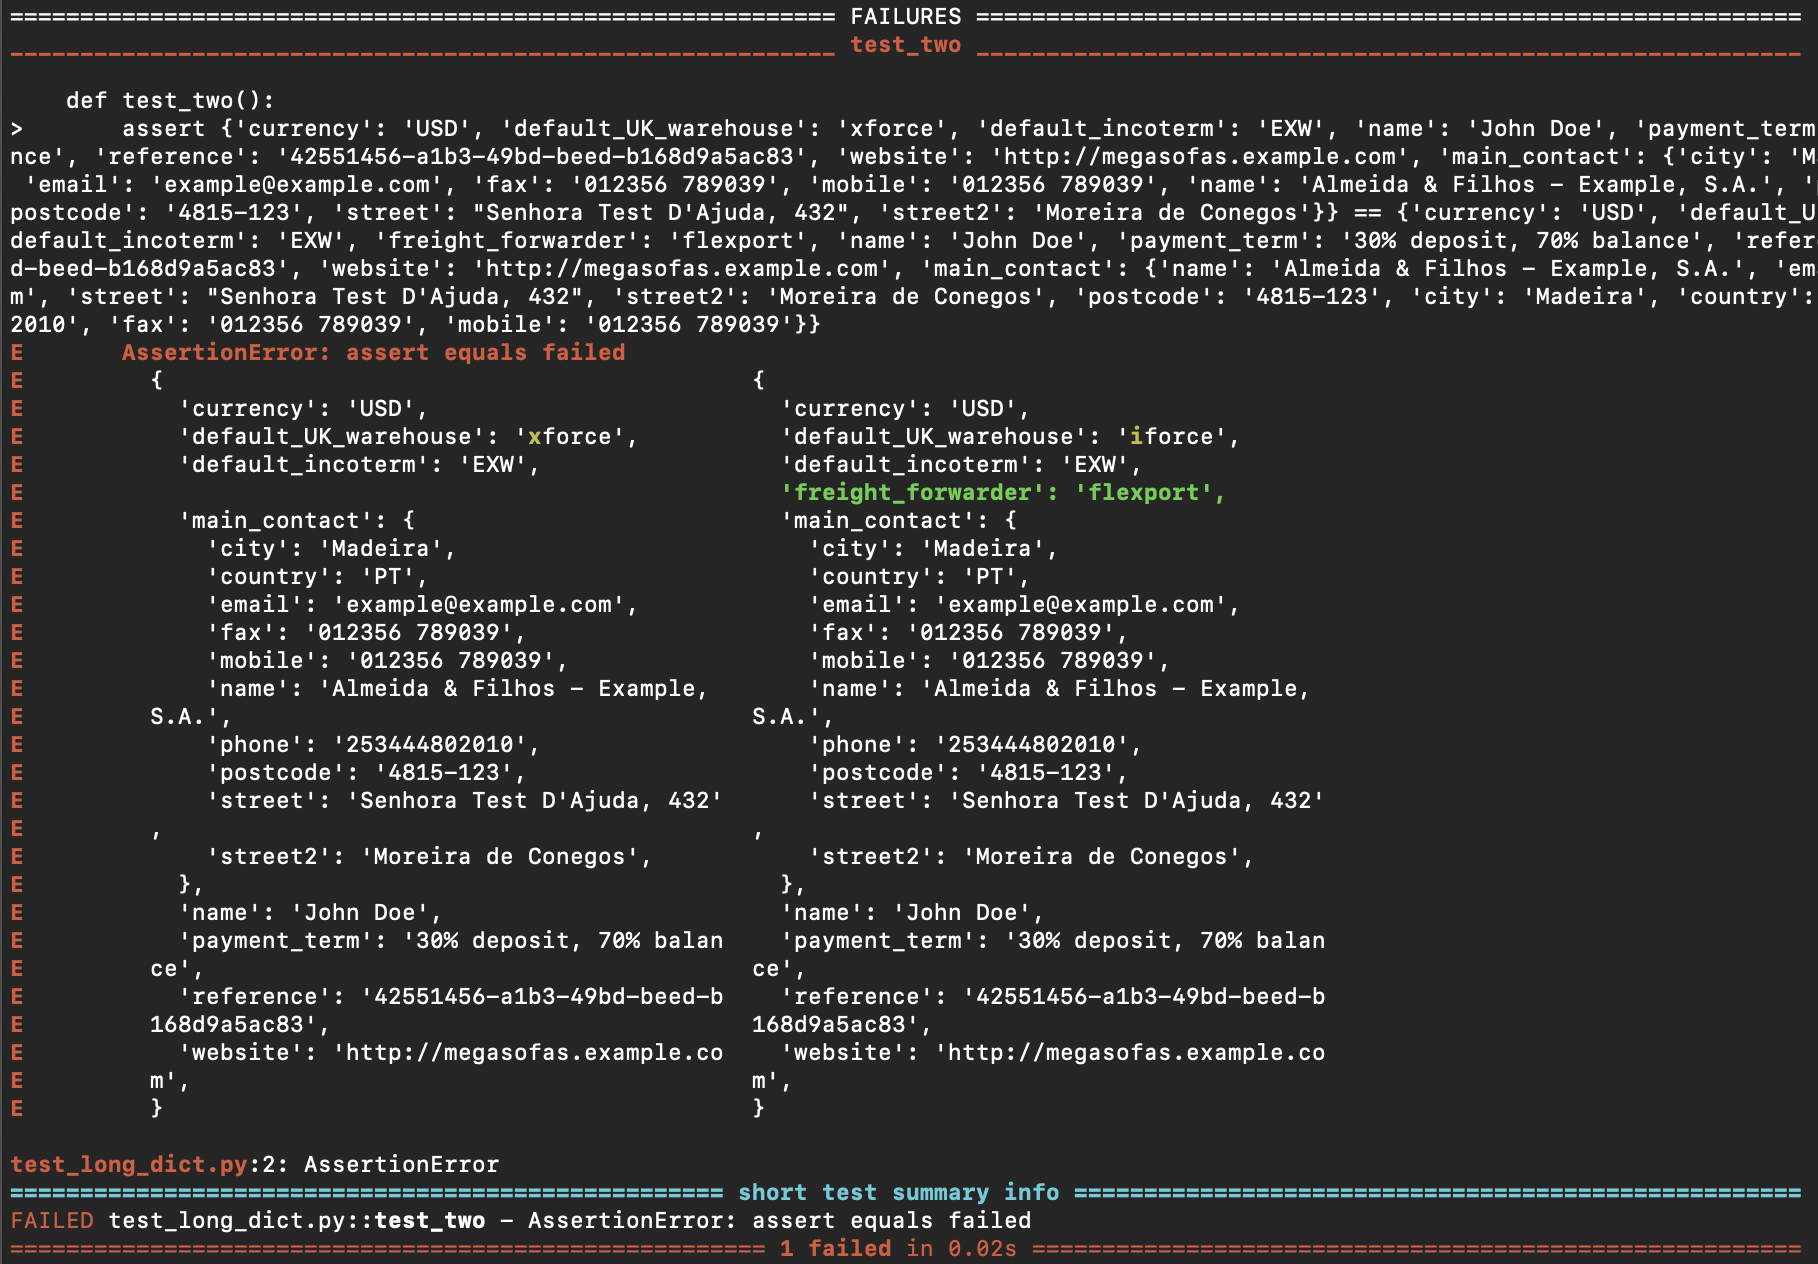 =========================================================== FAILURES ===========================================================
___________________________________________________________ test_two ___________________________________________________________
    def test_two():
>       assert {'currency': 'USD', 'default_UK_warehouse': 'xforce', 'default_incoterm': 'EXW', 'name': 'John Doe', 'payment_term
nce', 'reference': '42551456-a1b3-49bd-beed-b168d9a5ac83', 'website': 'http://megasofas.example.com', 'main_contact': {'city': 'M
 'email': 'example@example.com', 'fax': '012356 789039', 'mobile': '012356 789039', 'name': 'Almeida & Filhos - Example, S.A.', '
postcode': '4815-123', 'street': "Senhora Test D'Ajuda, 432", 'street2': 'Moreira de Conegos'}} == {'currency': 'USD', 'default_U
default_incoterm': 'EXW', 'freight_forwarder': 'flexport', 'name': 'John Doe', 'payment_term': '30% deposit, 70% balance', 'refer
d-beed-b168d9a5ac83', 'website': 'http://megasofas.example.com', 'main_contact': {'name': 'Almeida & Filhos - Example, S.A.', 'em
m', 'street': "Senhora Test D'Ajuda, 432", 'street2': 'Moreira de Conegos', 'postcode': '4815-123', 'city': 'Madeira', 'country':
2010', 'fax': '012356 789039', 'mobile': '012356 789039'}}
E       AssertionError: assert equals failed
E         {                                          {
E           'currency': 'USD',                         'currency': 'USD',
E           'default_UK_warehouse': 'xforce',          'default_UK_warehouse': 'iforce',
E           'default_incoterm': 'EXW',                 'default_incoterm': 'EXW',
E                                                      'freight_forwarder': 'flexport',
E           'main_contact': {                          'main_contact': {
E             'city': 'Madeira',                         'city': 'Madeira',
E             'country': 'PT',                           'country': 'PT',
E             'email': 'example@example.com',            'email': 'example@example.com',
E             'fax': '012356 789039',                    'fax': '012356 789039',
E             'mobile': '012356 789039',                 'mobile': '012356 789039',
E             'name': 'Almeida & Filhos - Example,       'name': 'Almeida & Filhos - Example,
E         S.A.',                                     S.A.',
E             'phone': '253444802010',                   'phone': '253444802010',
E             'postcode': '4815-123',                    'postcode': '4815-123',
E             'street': 'Senhora Test D'Ajuda, 432'      'street': 'Senhora Test D'Ajuda, 432'
E         ,                                          ,
E             'street2': 'Moreira de Conegos',           'street2': 'Moreira de Conegos',
E           },                                         },
E           'name': 'John Doe',                        'name': 'John Doe',
E           'payment_term': '30% deposit, 70% balan    'payment_term': '30% deposit, 70% balan
E         ce',                                       ce',
E           'reference': '42551456-a1b3-49bd-beed-b    'reference': '42551456-a1b3-49bd-beed-b
E         168d9a5ac83',                              168d9a5ac83',
E           'website': 'http://megasofas.example.co    'website': 'http://megasofas.example.co
E         m',                                        m',
E         }                                          }
test_long_dict.py:2: AssertionError
=================================================== short test summary info ====================================================
FAILED test_long_dict.py::test_two - AssertionError: assert equals failed
====================================================== 1 failed in 0.02s =======================================================